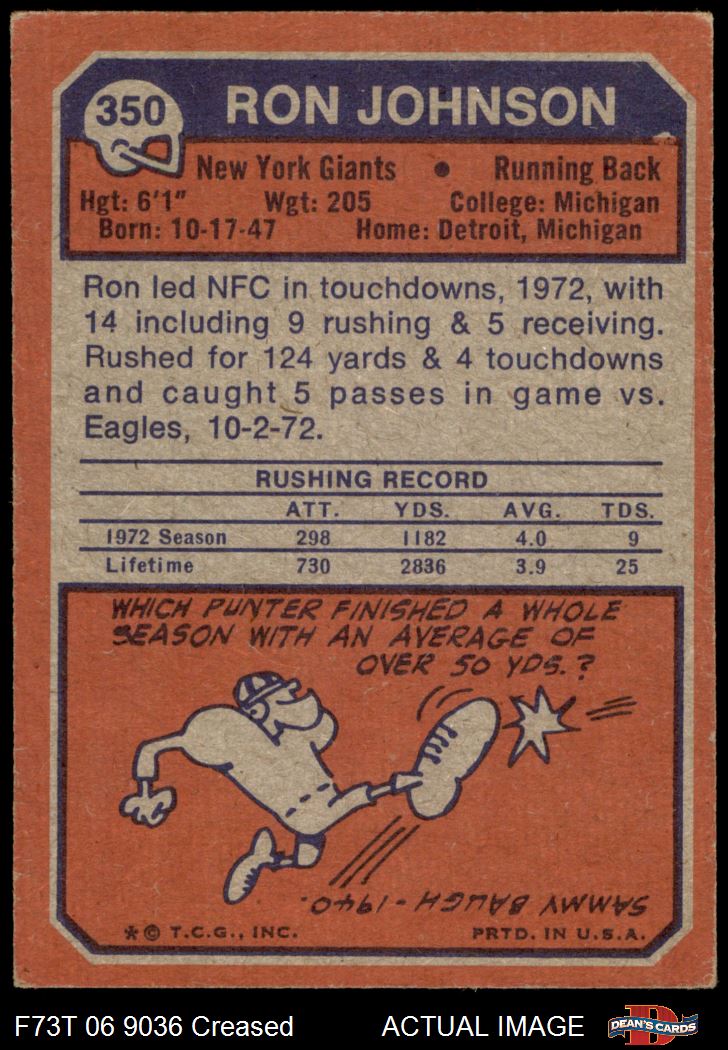 350
RON JOHNSON
New York Giants • Running Back
Hgt: 6'1" Wgt: 205 College: Michigan
Born: 10-17-47 Home: Detroit, Michigan
Ron led NFC in touchdowns, 1972, with
14 including 9 rushing & 5 receiving.
Rushed for 124 yards & 4 touchdowns
and caught 5 passes in game vs.
Eagles, 10-2-72.
RUSHING RECORD
ATT. YDS. AVG. TDS.
1972 Season 298 1182 4.0 9
Lifetime 730 2836 3.9 25
WHICH PUNTER FINISHED A WHOLE
SEASON WITH AN AVERAGE OF
OVER 50 YDS.?
SAMMY BAUGH - 1940.
* © T.C.G., INC. PRTD. IN U.S.A.
F73T 06 9036 Creased ACTUAL IMAGE
D
DEAN'S CARDS